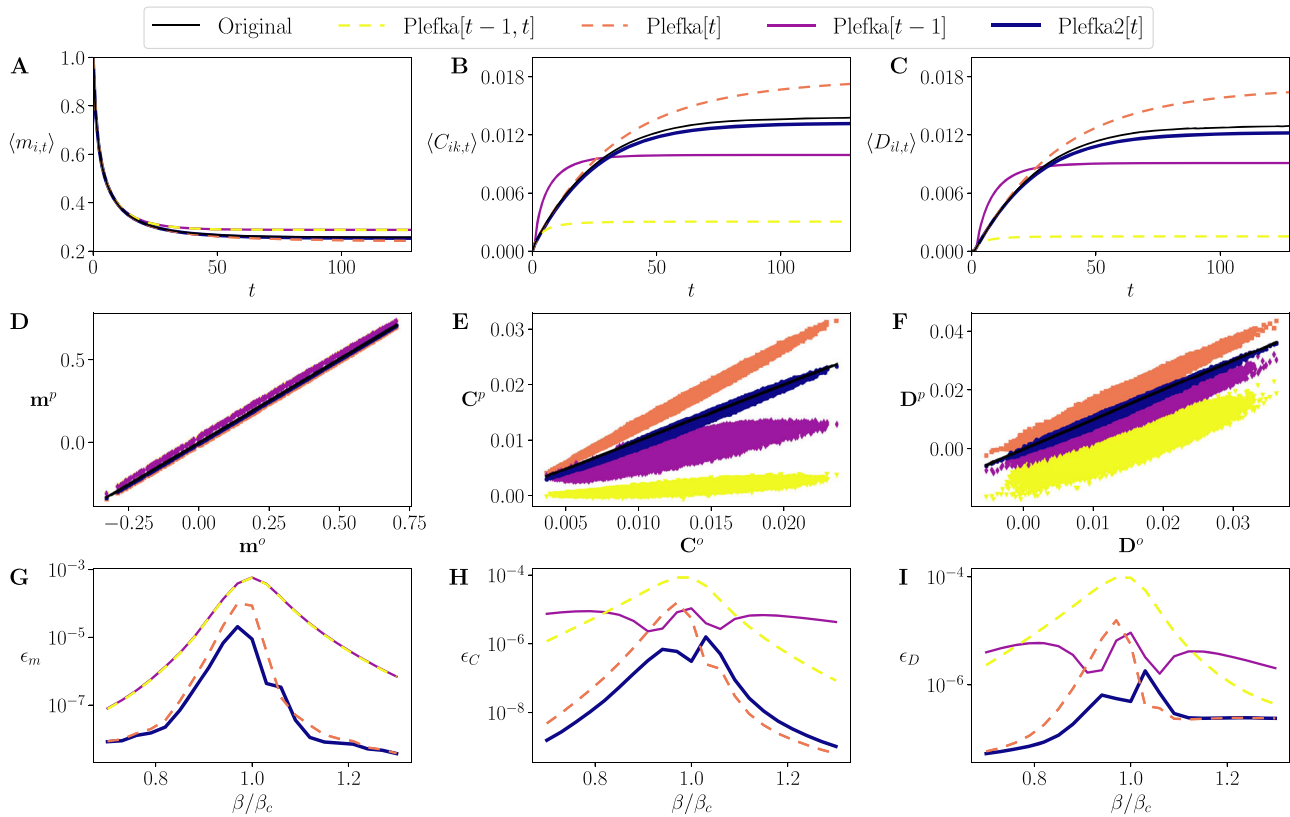 Original Plefka[t − 1, t] Plefka[t] Plefka[t − 1] Plefka2[t]
A B C
1.0 0.8 0.6 0.4 0.2
⟨m_{i,t}⟩
0 50 100
t
0.018 0.012 0.006 0.000
⟨C_{ik,t}⟩
0 50 100
t
0.018 0.012 0.006 0.000
⟨D_{il,t}⟩
0 50 100
t
D E F
0.5 0.0
m^p
−0.25 0.00 0.25 0.50 0.75
m^o
0.03 0.02 0.01 0.00
C^p
0.005 0.010 0.015 0.020
C^o
0.04 0.02 0.00
D^p
0.00 0.01 0.02 0.03
D^o
G H I
10^{−3} 10^{−5} 10^{−7}
ϵ_m
0.8 1.0 1.2
β/β_c
10^{−4} 10^{−6} 10^{−8}
ϵ_C
0.8 1.0 1.2
β/β_c
10^{−4} 10^{−6}
ϵ_D
0.8 1.0 1.2
β/β_c